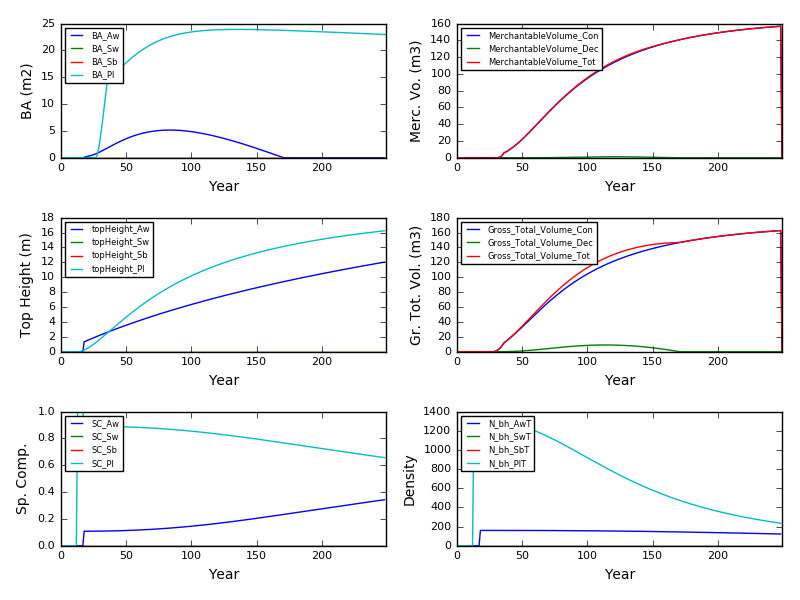 BA (m2)
25
20
15
10
5
0
BA_Aw
BA_Sw
BA_Sb
BA_Pl
0 50 100 150 200
Year
Merc. Vo. (m3)
160
140
120
100
80
60
40
20
0
MerchantableVolume_Con
MerchantableVolume_Dec
MerchantableVolume_Tot
0 50 100 150 200
Year
Top Height (m)
18
16
14
12
10
8
6
4
2
0
topHeight_Aw
topHeight_Sw
topHeight_Sb
topHeight_Pl
0 50 100 150 200
Year
Gr. Tot. Vol. (m3)
180
160
140
120
100
80
60
40
20
0
Gross_Total_Volume_Con
Gross_Total_Volume_Dec
Gross_Total_Volume_Tot
0 50 100 150 200
Year
Sp. Comp.
1.0
0.8
0.6
0.4
0.2
0.0
SC_Aw
SC_Sw
SC_Sb
SC_Pl
0 50 100 150 200
Year
Density
1400
1200
1000
800
600
400
200
0
N_bh_AwT
N_bh_SwT
N_bh_SbT
N_bh_PlT
0 50 100 150 200
Year